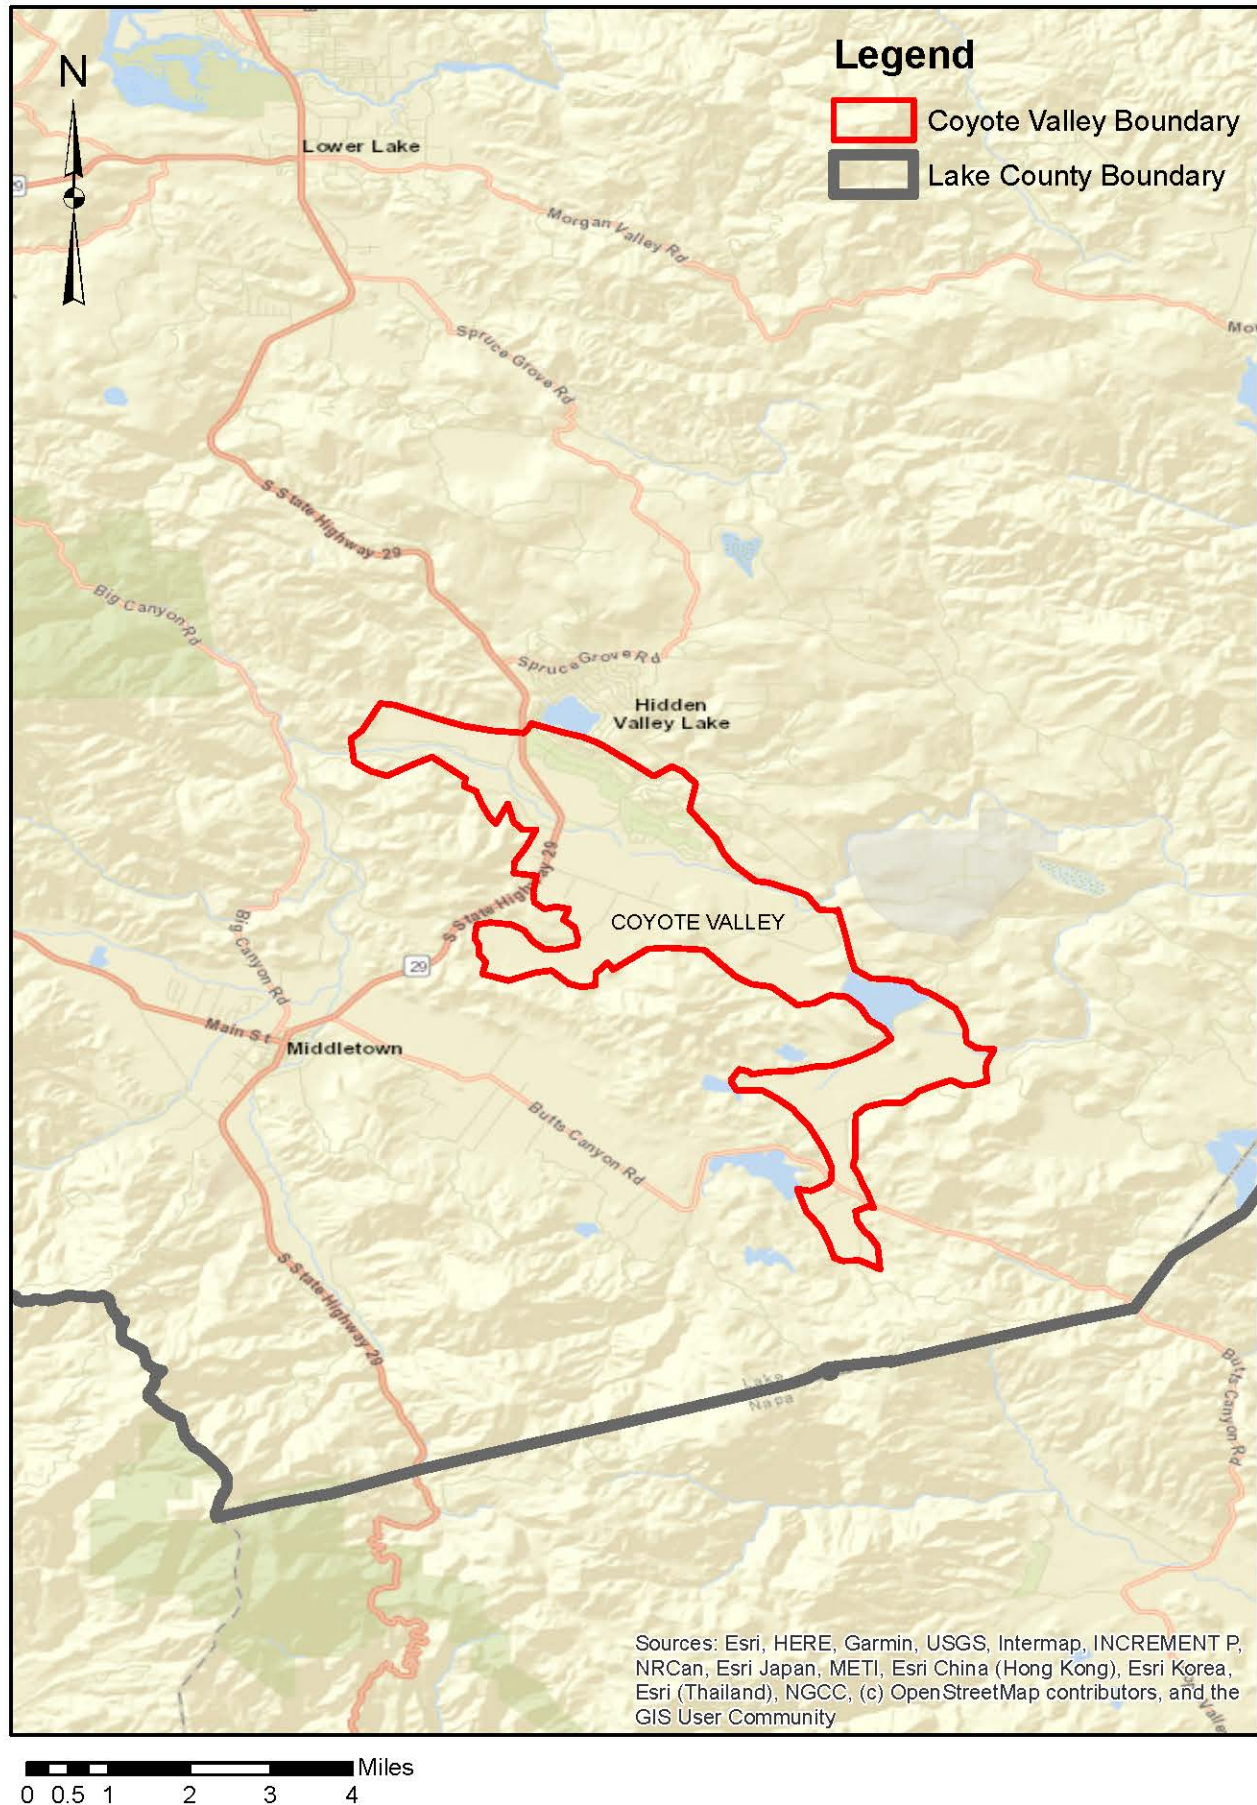 N
Legend
Coyote Valley Boundary
Lake County Boundary
Lower Lake
Morgan Valley Rd
Spruce Grove Rd
S State Highway 29
Big Canyon Rd
Spruce Grove Rd
Hidden
Valley Lake
S State Highway 29
COYOTE VALLEY
Big Canyon Rd
29
Main St
Middletown
Butts Canyon Rd
S State Highway 29
Lake
Napa
Butts Canyon Rd
Sources: Esri, HERE, Garmin, USGS, Intermap, INCREMENT P,
NRCan, Esri Japan, METI, Esri China (Hong Kong), Esri Korea,
Esri (Thailand), NGCC, (c) OpenStreetMap contributors, and the
GIS User Community
Miles
0 0.5 1 2 3 4